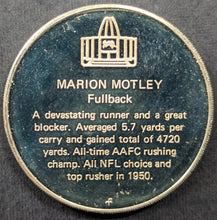 MARION MOTLEY
Fullback
A devastating runner and a great
blocker. Averaged 5.7 yards per
carry and gained total of 4720
yards. All-time AAFC rushing
champ. All NFL choice and
top rusher in 1950.